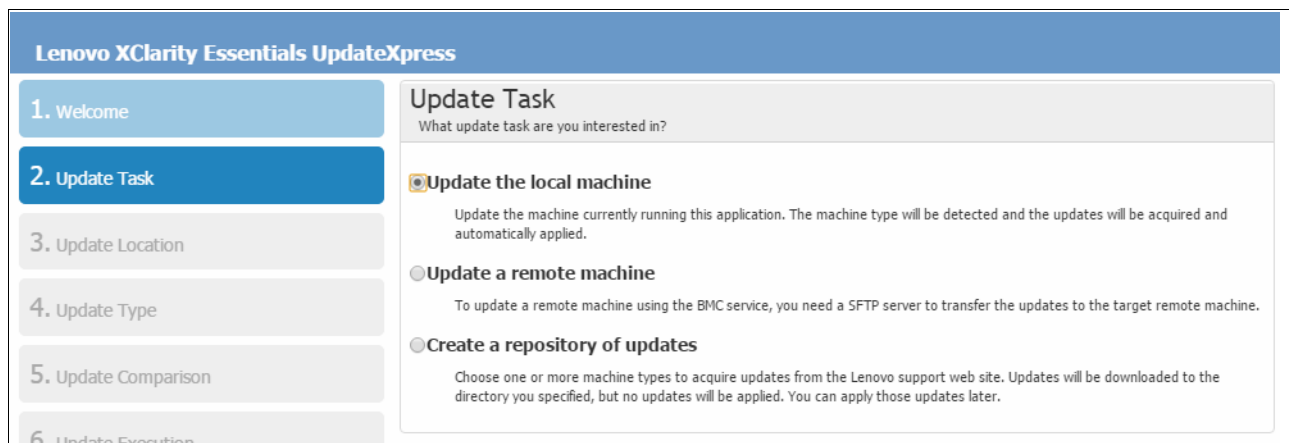 Lenovo XClarity Essentials UpdateXpress
1. Welcome
2. Update Task
3. Update Location
4. Update Type
5. Update Comparison
6. Update Execution
Update Task
What update task are you interested in?
Update the local machine
Update the machine currently running this application. The machine type will be detected and the updates will be acquired and
automatically applied.
Update a remote machine
To update a remote machine using the BMC service, you need a SFTP server to transfer the updates to the target remote machine.
Create a repository of updates
Choose one or more machine types to acquire updates from the Lenovo support web site. Updates will be downloaded to the
directory you specified, but no updates will be applied. You can apply those updates later.